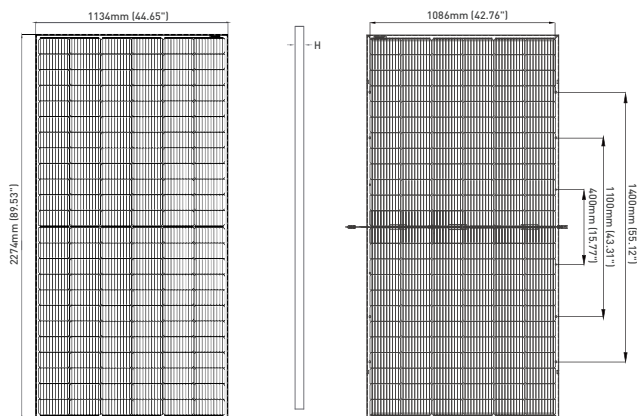 1134mm (44.65")
H
1086mm (42.76")
2274mm (89.53")
400mm (15.77")
1100mm (43.31")
1400mm (55.12")